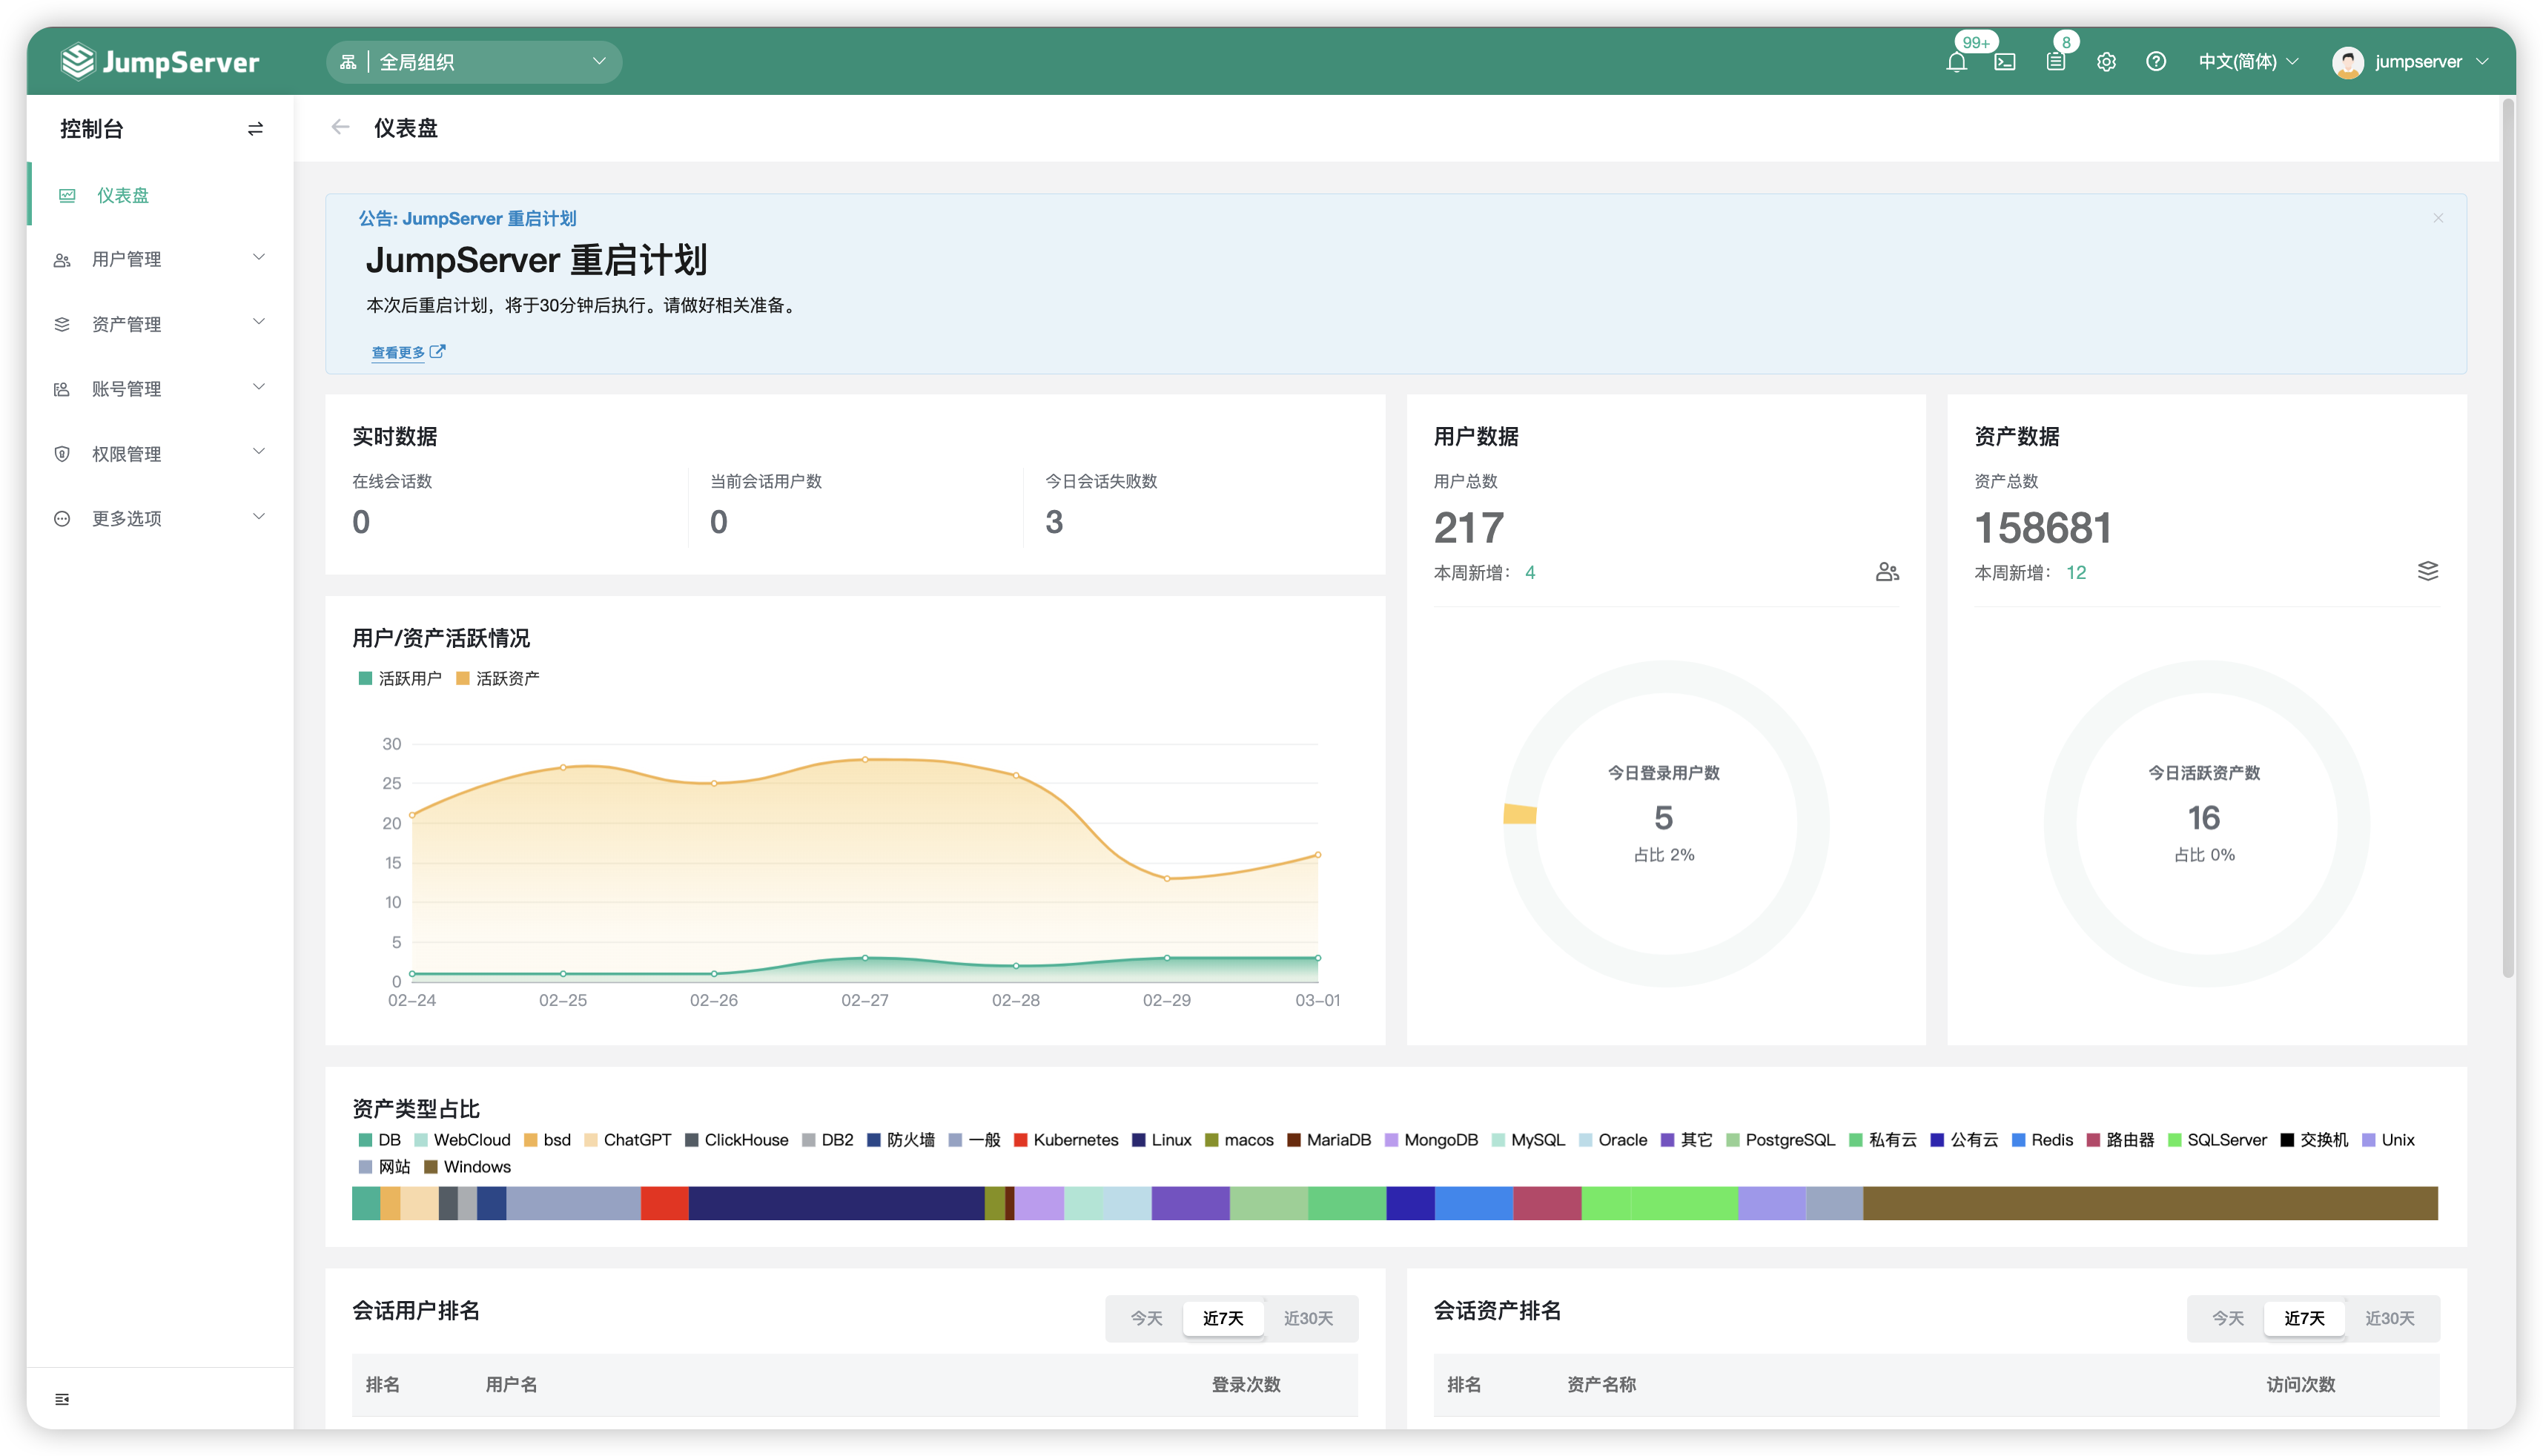 JumpServer
全局组织
99+
8
中文(简体)
jumpserver
控制台
仪表盘
用户管理
资产管理
账号管理
权限管理
更多选项
仪表盘
公告: JumpServer 重启计划
JumpServer 重启计划
本次后重启计划，将于30分钟后执行。请做好相关准备。
查看更多
实时数据
在线会话数
当前会话用户数
今日会话失败数
0
0
3
用户数据
用户总数
217
本周新增： 4
今日登录用户数
5
占比 2%
资产数据
资产总数
158681
本周新增： 12
今日活跃资产数
16
占比 0%
用户/资产活跃情况
活跃用户 活跃资产
30
25
20
15
10
5
0
02-24 02-25 02-26 02-27 02-28 02-29 03-01
资产类型占比
DB WebCloud bsd ChatGPT ClickHouse DB2 防火墙 一般 Kubernetes Linux macos MariaDB MongoDB MySQL Oracle 其它 PostgreSQL 私有云 公有云 Redis 路由器 SQLServer 交换机 Unix
网站 Windows
会话用户排名
今天 近7天 近30天
排名 用户名 登录次数
会话资产排名
今天 近7天 近30天
排名 资产名称 访问次数